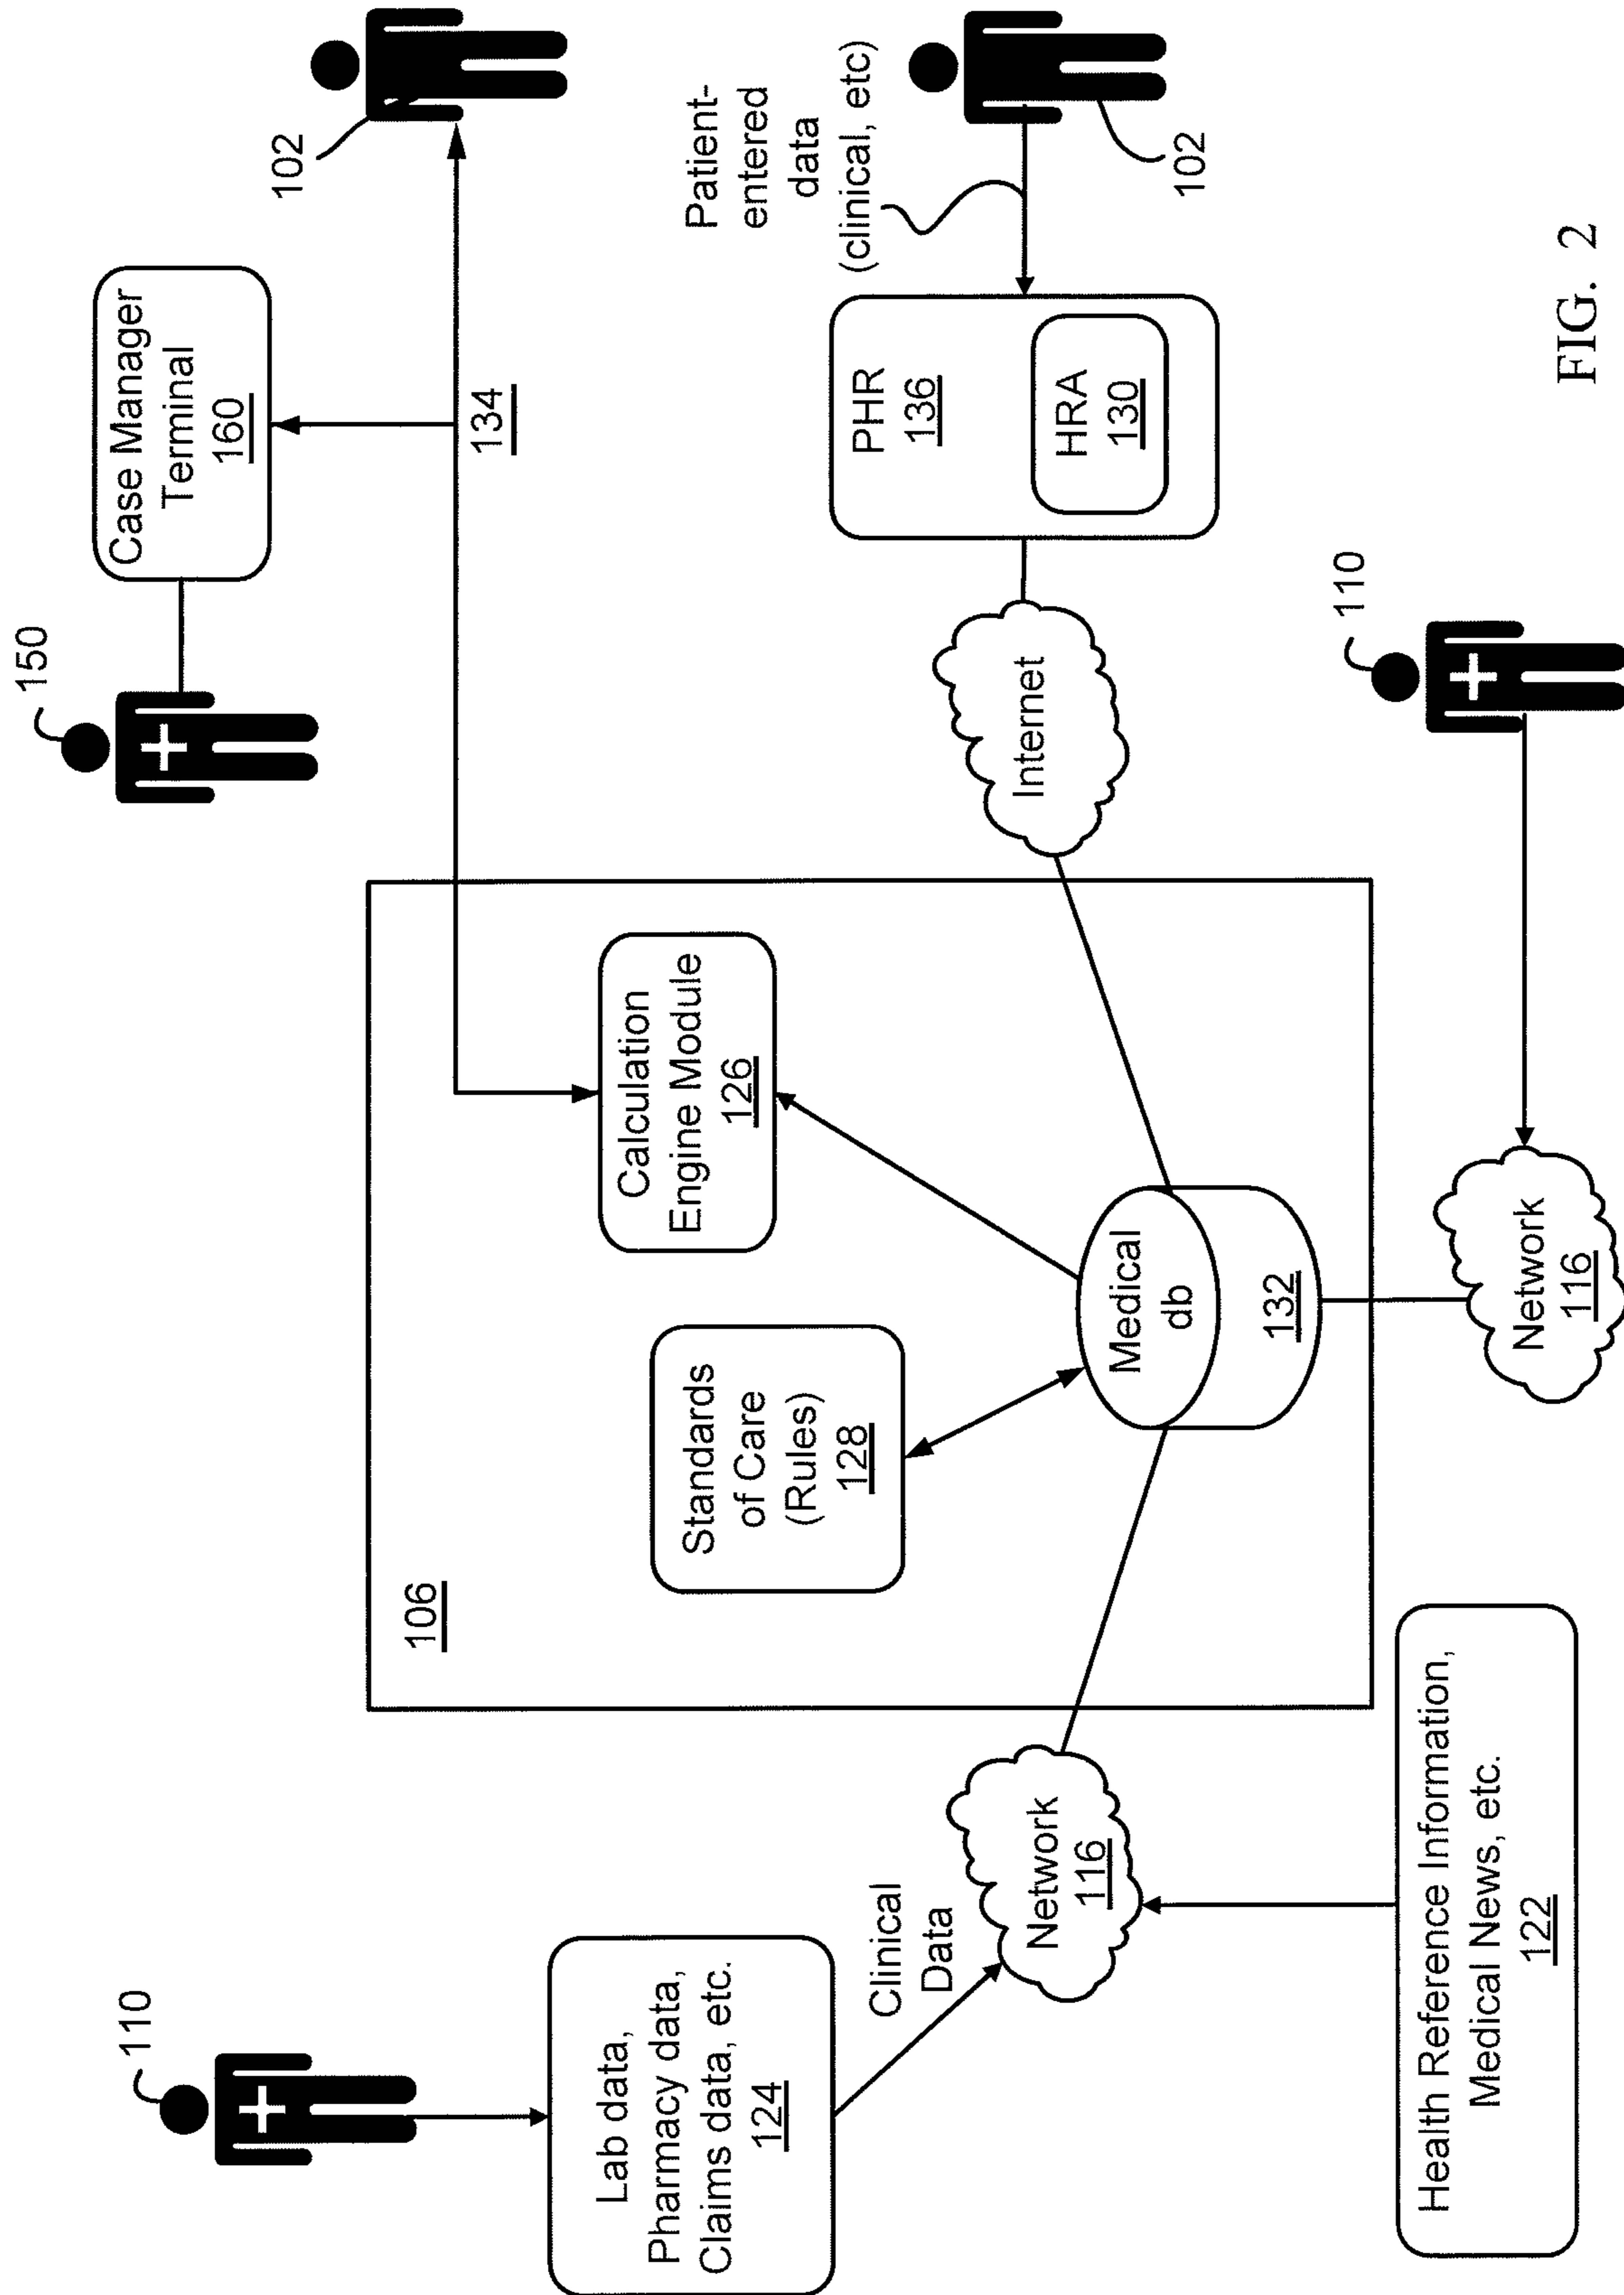 110
Lab data,
Pharmacy data,
Claims data, etc.
124
Clinical
Data
Network
116
Health Reference Information,
Medical News, etc.
122
106
Standards
of Care
(Rules)
128
Calculation
Engine Module
126
Medical
db
132
Network
116
110
150
Case Manager
Terminal
160
134
102
Internet
PHR
136
HRA
130
Patient-
entered
data
(clinical, etc)
102
FIG. 2